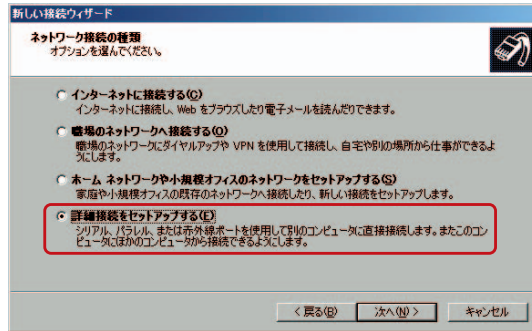 新しい接続ウィザード
ネットワーク接続の種類
オプションを選んでください。
インターネットに接続する(C)
インターネットに接続し、Web をブラウズしたり電子メールを読んだりできます。
職場のネットワークへ接続する(O)
職場のネットワークにダイヤルアップや VPN を使用して接続し、自宅や別の場所から仕事ができるよ
うにします。
ホーム ネットワークや小規模オフィスのネットワークをセットアップする(S)
家庭や小規模オフィスの既存のネットワークへ接続したり、新しい接続をセットアップします。
詳細接続をセットアップする(E)
シリアル、パラレル、または赤外線ポートを使用して別のコンピュータに直接接続します。またこのコン
ピュータにほかのコンピュータから接続できるようにします。
< 戻る(B) 次へ(N) > キャンセル